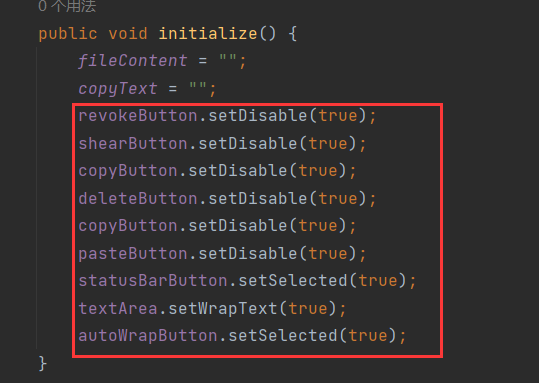 0 个用法
public void initialize() {
fileContent = "";
copyText = "";
revokeButton.setDisable(true);
shearButton.setDisable(true);
copyButton.setDisable(true);
deleteButton.setDisable(true);
copyButton.setDisable(true);
pasteButton.setDisable(true);
statusBarButton.setSelected(true);
textArea.setWrapText(true);
autoWrapButton.setSelected(true);
}